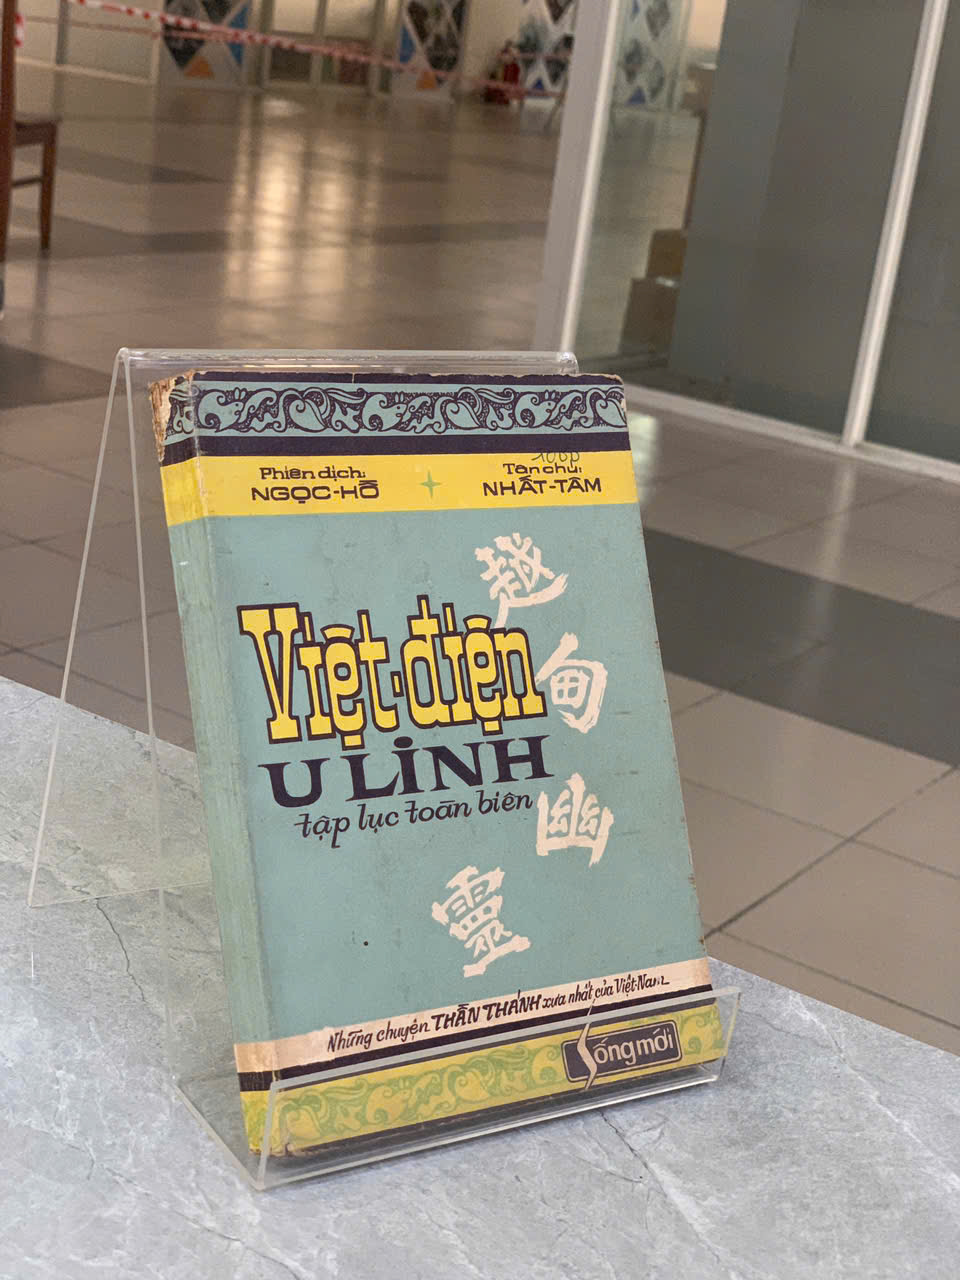 Phiên dịch:
NGỌC-HỒ
Tân chú:
NHẤT-TÂM
越
甸
幽
靈
Việt-điện
U LINH
tập lục toàn biên
Những chuyện THẦN THÁNH xưa nhất của Việt-Nam
Sống mới